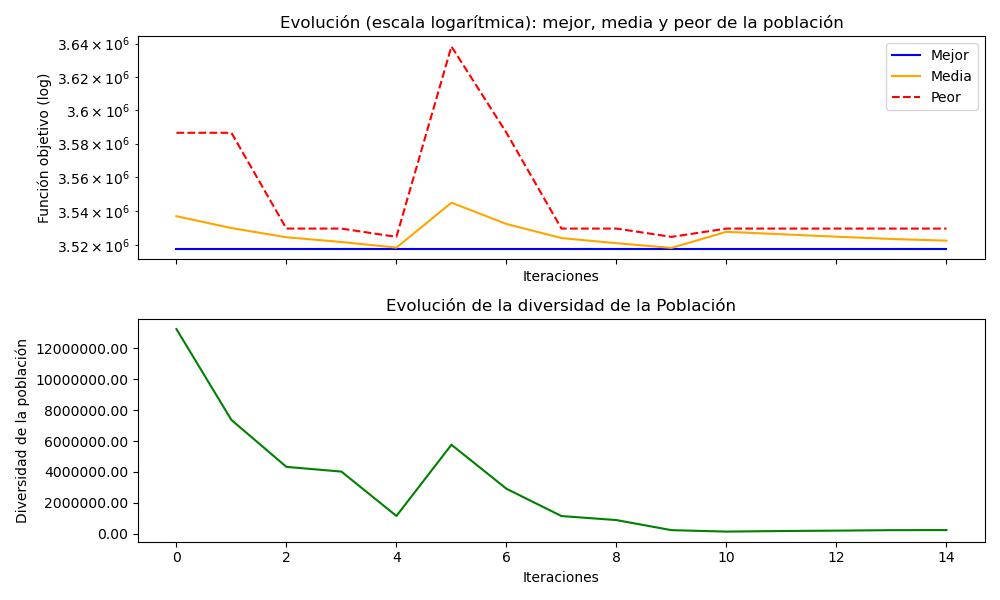 Evolución (escala logarítmica): mejor, media y peor de la población
Función objetivo (log)
3.64 × 10⁶
3.62 × 10⁶
3.6 × 10⁶
3.58 × 10⁶
3.56 × 10⁶
3.54 × 10⁶
3.52 × 10⁶
Mejor
Media
Peor
Iteraciones
Evolución de la diversidad de la Población
Diversidad de la población
12000000.00
10000000.00
8000000.00
6000000.00
4000000.00
2000000.00
0.00
0 2 4 6 8 10 12 14
Iteraciones